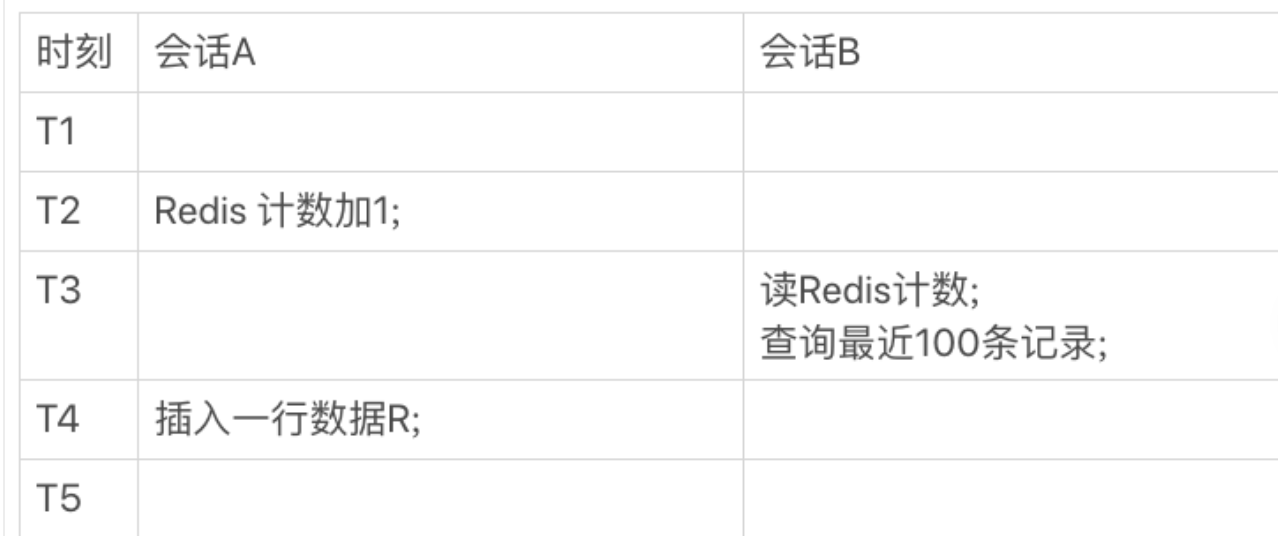 时刻 会话A 会话B
T1
T2 Redis 计数加1;
T3 读Redis计数;
查询最近100条记录;
T4 插入一行数据R;
T5